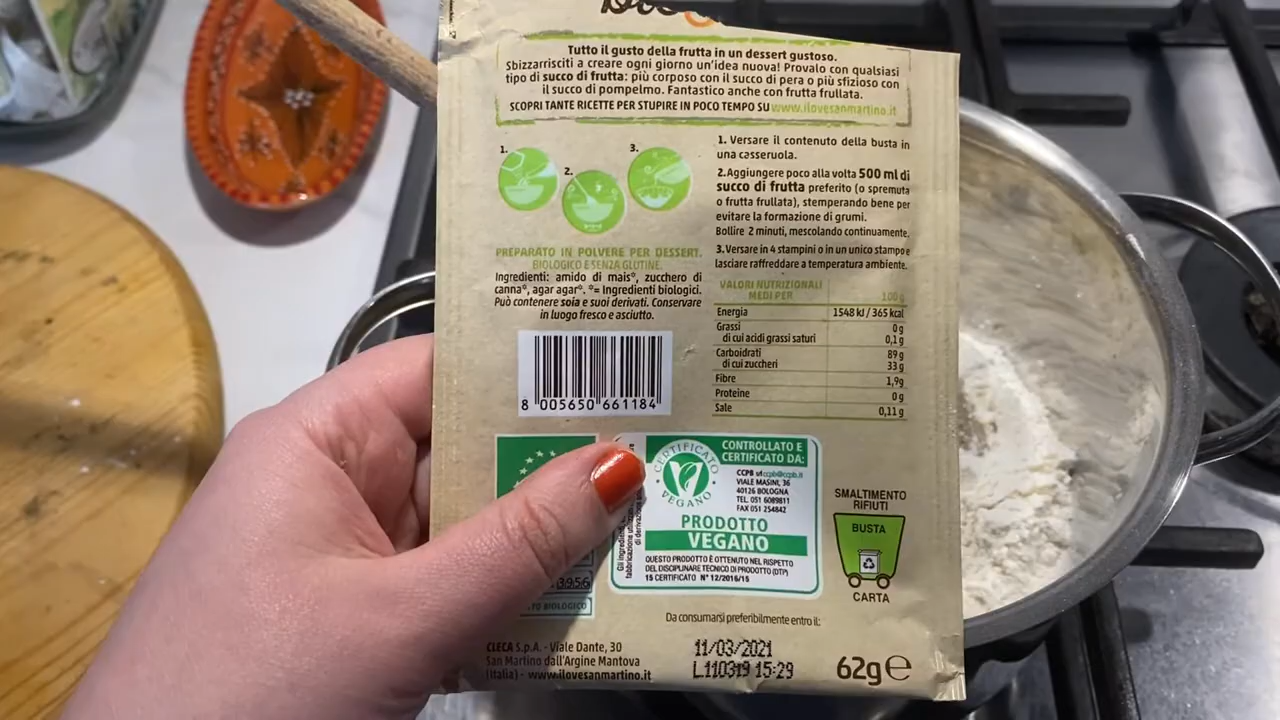 Tutto il gusto della frutta in un dessert gustoso.
Sbizzarrisciti a creare ogni giorno un'idea nuova! Provalo con qualsiasi
tipo di succo di frutta: più corposo con il succo di pera o più sfizioso con
il succo di pompelmo. Fantastico anche con frutta frullata.
SCOPRI TANTE RICETTE PER STUPIRE IN POCO TEMPO SU www.ilovesanmartino.it
1.
2.
3.
1. Versare il contenuto della busta in
una casseruola.
2.Aggiungere poco alla volta 500 ml di
succo di frutta preferito (o spremuta
o frutta frullata), stemperando bene per
evitare la formazione di grumi.
Bollire 2 minuti, mescolando continuamente.
3.Versare in 4 stampini o in un unico stampo e
lasciare raffreddare a temperatura ambiente.
PREPARATO IN POLVERE PER DESSERT.
BIOLOGICO E SENZA GLUTINE.
Ingredienti: amido di mais*, zucchero di
canna*, agar agar*. *= Ingredienti biologici.
Può contenere soia e suoi derivati. Conservare
in luogo fresco e asciutto.
8 005650 661184
VALORI NUTRIZIONALI
MEDI PER 100 g
Energia 1548 kJ / 365 kcal
Grassi 0 g
di cui acidi grassi saturi 0,1 g
Carboidrati 89 g
di cui zuccheri 33 g
Fibre 1,9g
Proteine 0 g
Sale 0,11 g
CERTIFICATO
VEGANO
CONTROLLATO E
CERTIFICATO DA:
CCPB srl ccpb@ccpb.it
VIALE MASINI, 36
40126 BOLOGNA
TEL. 051 6089811
FAX 051 254842
PRODOTTO
VEGANO
QUESTO PRODOTTO È OTTENUTO NEL RISPETTO
DEL DISCIPLINARE TECNICO DI PRODOTTO (DTP)
15 CERTIFICATO N° 12/2016/15
3956
TO BIOLOGICO
SMALTIMENTO
RIFIUTI
BUSTA
CARTA
Da consumarsi preferibilmente entro il:
11/03/2021
L110319 15:29
62g e
CLECA S.p.A. - Viale Dante, 30
San Martino dall'Argine Mantova
(Italia) - www.ilovesanmartino.it